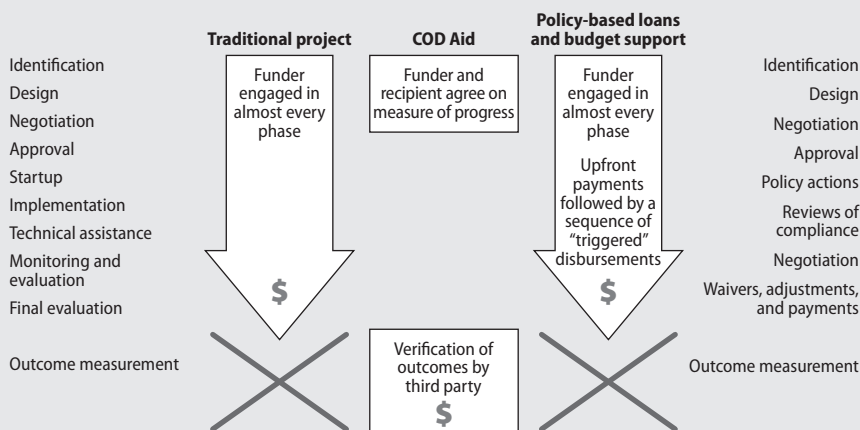 Traditional project
COD Aid
Policy-based loans
and budget support
Identification
Design
Negotiation
Approval
Startup
Implementation
Technical assistance
Monitoring and
evaluation
Final evaluation
Outcome measurement
Funder
engaged in
almost every
phase
$
Funder and
recipient agree on
measure of progress
Verification of
outcomes by
third party
$
Funder
engaged in
almost every
phase
Upfront
payments
followed by a
sequence of
“triggered”
disbursements
$
Identification
Design
Negotiation
Approval
Policy actions
Reviews of
compliance
Negotiation
Waivers, adjustments,
and payments
Outcome measurement